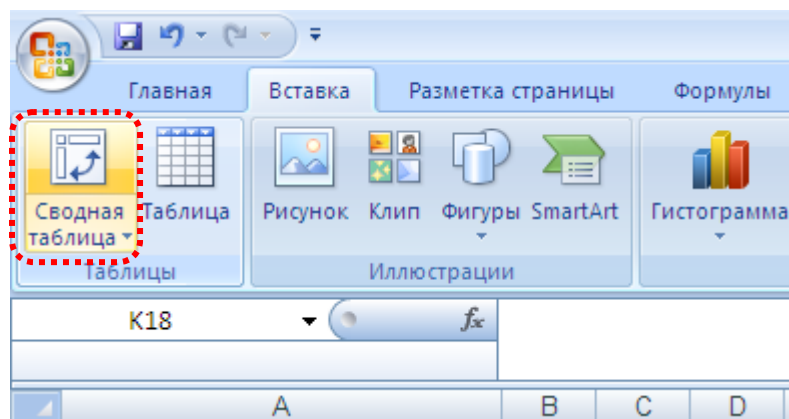 Главная Вставка Разметка страницы Формулы
Сводная таблица Таблица Рисунок Клип Фигуры SmartArt Гистограмма
Таблицы Иллюстрации
K18 fx
A B C D